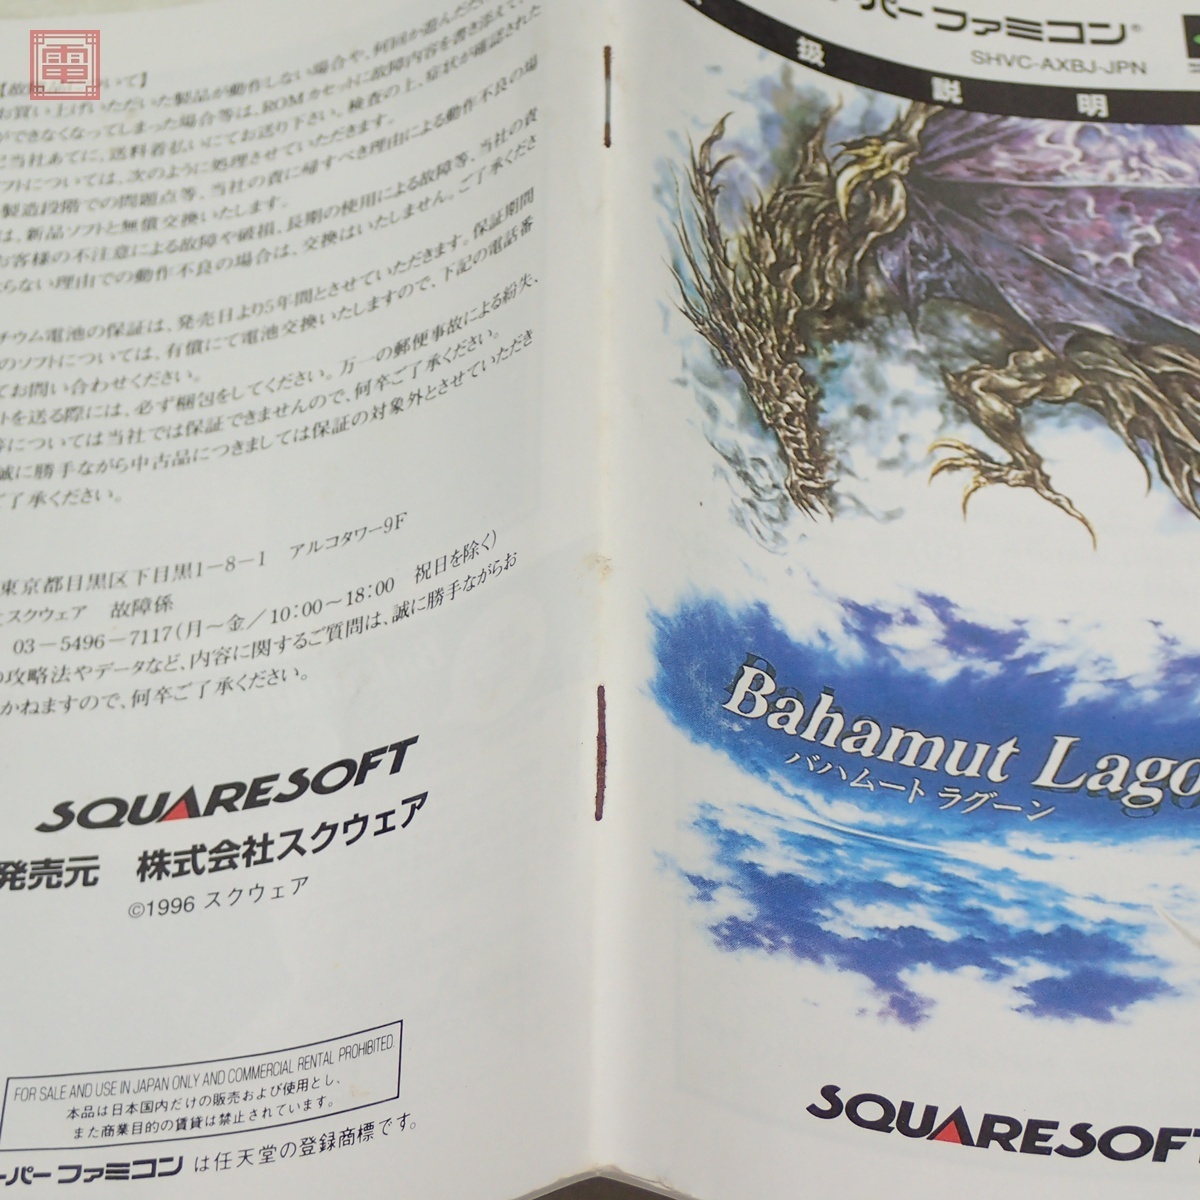 電
お買い上げいただいた製品が動作しない場合や、何回か遊んだだ
ができなくなってしまった場合等は、ROMカセットに故障内容を書き添えて
当社あてに、送料着払いにてお送り下さい。検査の上、症状が確認された
フトについては、次のように処理させていただきます。
製造段階での問題点等、当社の責に帰すべき理由による動作不良の場
は、新品ソフトと無償交換いたします。
お客様の不注意による故障や破損、長期の使用による故障等、当社の責
らない理由での動作不良の場合は、交換はいたしません。ご了承くださ
チウム電池の保証は、発売日より5年間とさせていただきます。保証期間
のソフトについては、有償にて電池交換いたしますので、下記の電話番
てお問い合わせください。
トを送る際には、必ず梱包をしてください。万一の郵便事故による紛失、
等については当社では保証できませんので、何卒ご了承ください。
誠に勝手ながら中古品につきましては保証の対象外とさせていただき
ご了承ください。
東京都目黒区下目黒1-8-1 アルコタワー9F
スクウェア 故障係
03-5496-7117(月～金/10:00～18:00 祝日を除く)
の攻略法やデータなど、内容に関するご質問は、誠に勝手ながらお
かねますので、何卒ご了承ください。
SQUARESOFT
発売元 株式会社スクウェア
©1996 スクウェア
FOR SALE AND USE IN JAPAN ONLY AND COMMERCIAL RENTAL PROHIBITED.
本品は日本国内だけの販売および使用とし、
また商業目的の賃貸は禁止されています。
ーパーファミコン は任天堂の登録商標です。
ーパーファミコン®
SHVC-AXBJ-JPN
扱説明
Bahamut Lago
バハムート ラグーン
SQUARESOFT